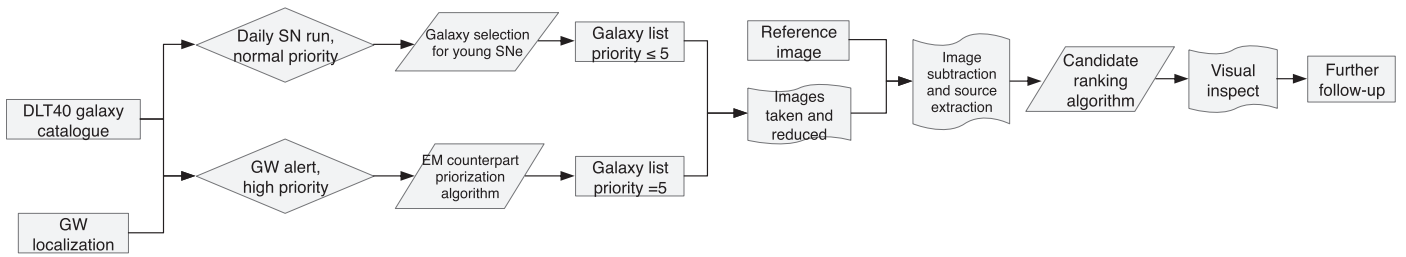 DLT40 galaxy
catalogue
GW
localization
Daily SN run,
normal priority
GW alert,
high priority
Galaxy selection
for young SNe
EM counterpart
priorization
algorithm
Galaxy list
priority ≤ 5
Galaxy list
priority =5
Reference
image
Images
taken and
reduced
Image
subtraction
and source
extraction
Candidate
ranking
algorithm
Visual
inspect
Further
follow-up